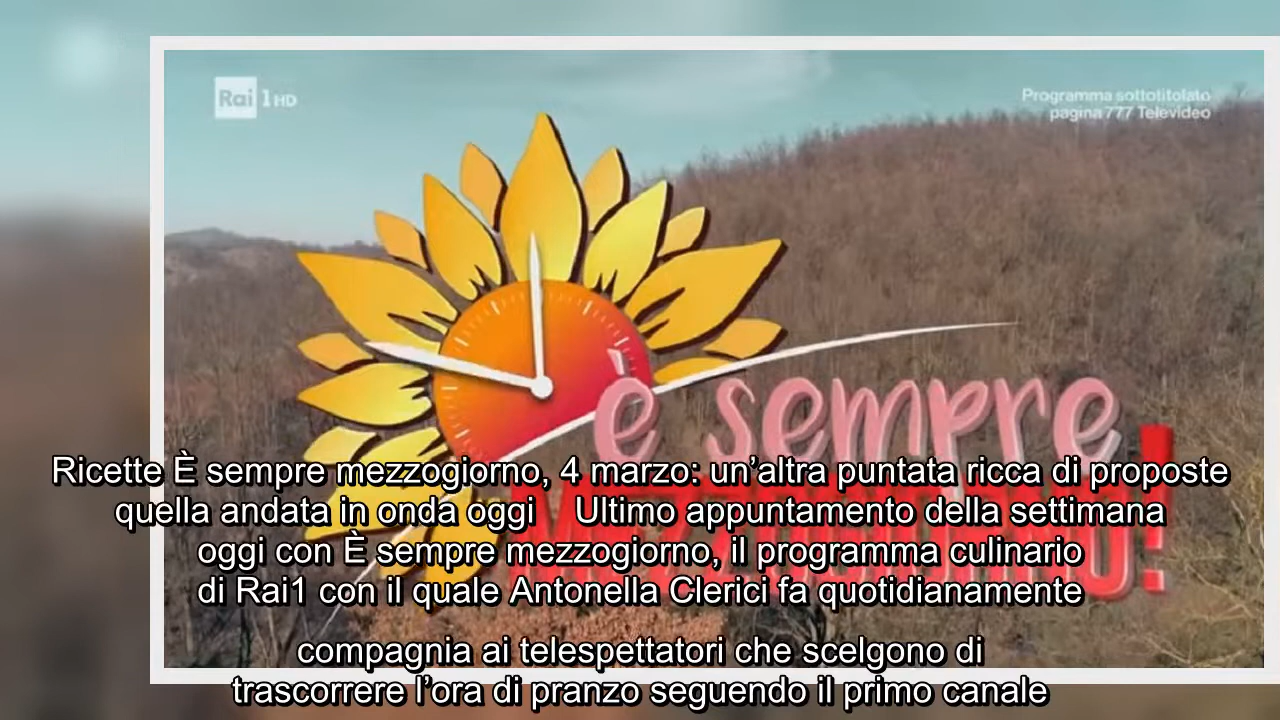 Rai 1 HD
Programma sottotitolato
pagina 777 Televideo
è sempre
Ricette È sempre mezzogiorno, 4 marzo: un’altra puntata ricca di proposte
quella andata in onda oggi Ultimo appuntamento della settimana
oggi con È sempre mezzogiorno, il programma culinario
di Rai1 con il quale Antonella Clerici fa quotidianamente
compagnia ai telespettatori che scelgono di
trascorrere l’ora di pranzo seguendo il primo canale